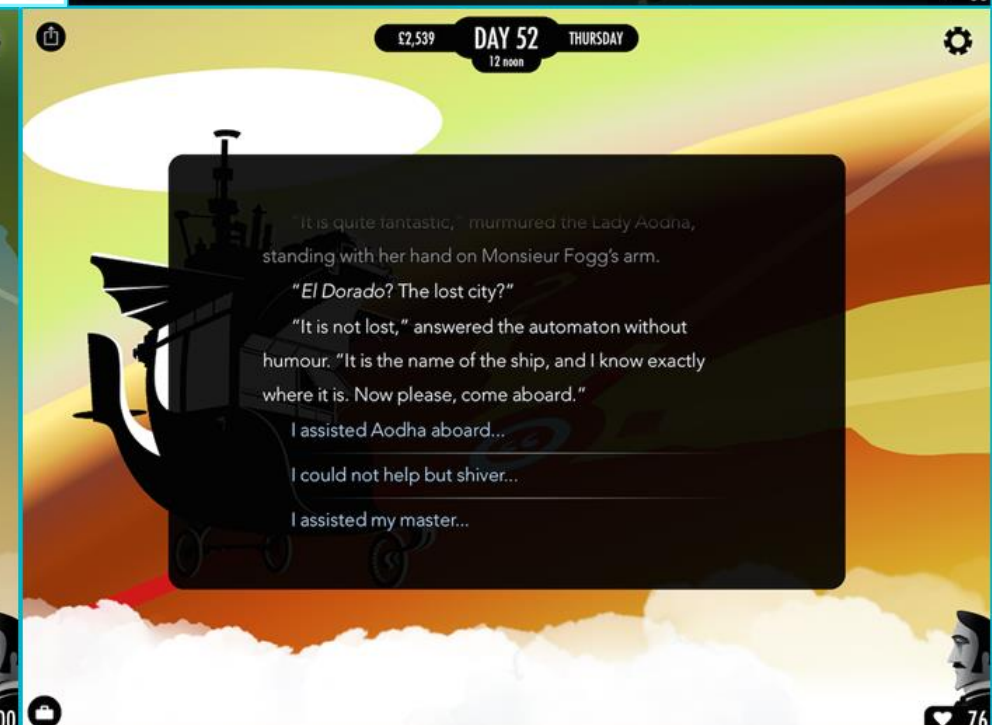 £2,539
DAY 52
THURSDAY
12 noon
"It is quite fantastic," murmured the Lady Aodha,
standing with her hand on Monsieur Fogg's arm.
"El Dorado? The lost city?"
"It is not lost," answered the automaton without
humour. "It is the name of the ship, and I know exactly
where it is. Now please, come aboard."
I assisted Aodha aboard...
I could not help but shiver...
I assisted my master...
76